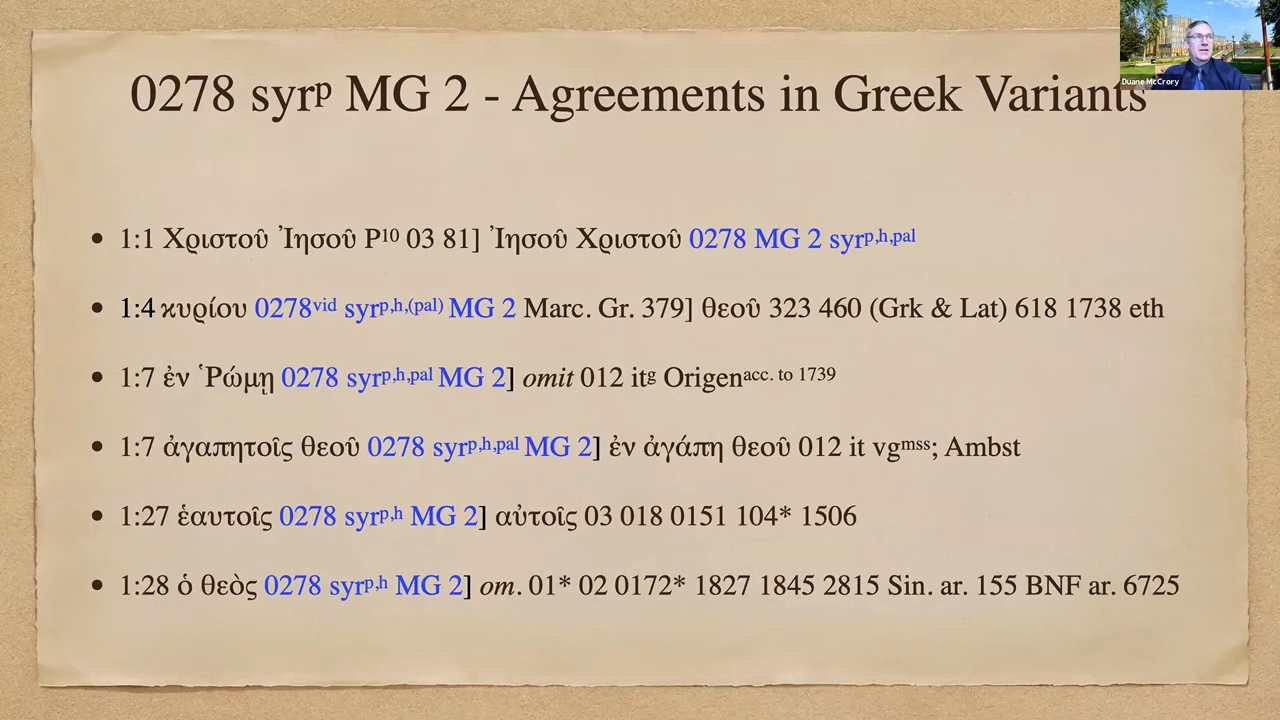 0278 syrᵖ MG 2 - Agreements in Greek Variants
Duane McCrory
• 1:1 Χριστοῦ Ἰησοῦ P¹⁰ 03 81] Ἰησοῦ Χριστοῦ 0278 MG 2 syrᵖ,ʰ,ᵖᵃˡ
• 1:4 κυρίου 0278ᵛⁱᵈ syrᵖ,ʰ,⁽ᵖᵃˡ⁾ MG 2 Marc. Gr. 379] θεοῦ 323 460 (Grk & Lat) 618 1738 eth
• 1:7 ἐν Ῥώμῃ 0278 syrᵖ,ʰ,ᵖᵃˡ MG 2] omit 012 itᵍ Origenᵃᶜᶜ· ᵗᵒ ¹⁷³⁹
• 1:7 ἀγαπητοῖς θεοῦ 0278 syrᵖ,ʰ,ᵖᵃˡ MG 2] ἐν ἀγάπη θεοῦ 012 it vgᵐˢˢ; Ambst
• 1:27 ἑαυτοῖς 0278 syrᵖ,ʰ MG 2] αὐτοῖς 03 018 0151 104* 1506
• 1:28 ὁ θεὸς 0278 syrᵖ,ʰ MG 2] om. 01* 02 0172* 1827 1845 2815 Sin. ar. 155 BNF ar. 6725